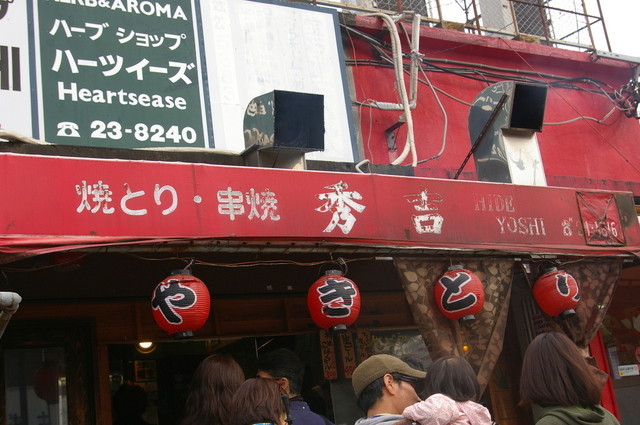 HERB&AROMA
ハーブ ショップ
ハーツイーズ
Heartsease
☎ 23-8240
焼とり・串焼 秀吉 HIDE
YOSHI
やきとり